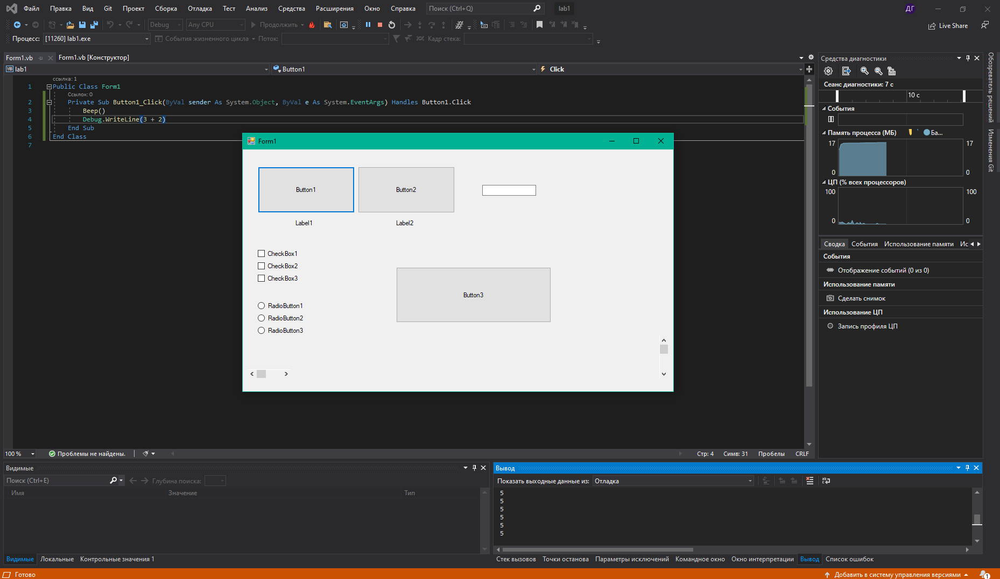 Файл Правка Вид Git Проект Сборка Отладка Тест Анализ Средства Расширения Окно Справка Поиск (Ctrl+Q) lab1 ДГ
Debug Any CPU Продолжить Live Share
Процесс: [11260] lab1.exe События жизненного цикла Поток: Кадр стека:
Form1.vb Form1.vb [Конструктор]
VB lab1 Button1 Click
ссылка: 1
1 Public Class Form1
Ссылок: 0
2 Private Sub Button1_Click(ByVal sender As System.Object, ByVal e As System.EventArgs) Handles Button1.Click
3 Beep()
4 Debug.WriteLine(3 + 2)
5 End Sub
6 End Class
7
Form1
Button1 Button2
Label1 Label2
CheckBox1
CheckBox2
CheckBox3
Button3
RadioButton1
RadioButton2
RadioButton3
100 % Проблемы не найдены. Стр: 4 Симв: 31 Пробелы CRLF
Средства диагностики
Сеанс диагностики: 7 с
10 с
События
Память процесса (МБ) Ба...
17 17
0 0
ЦП (% всех процессоров)
100 100
0 0
Сводка События Использование памяти Ис
События
Отображение событий (0 из 0)
Использование памяти
Сделать снимок
Использование ЦП
Запись профиля ЦП
Обозреватель решений
Изменения Git
Видимые
Поиск (Ctrl+E) Глубина поиска:
Имя Значение Тип
Видимые Локальные Контрольные значения 1
Вывод
Показать выходные данные из: Отладка
5
5
5
5
5
5
Стек вызовов Точки останова Параметры исключений Командное окно Окно интерпретации Вывод Список ошибок
Готово Добавить в систему управления версиями 1